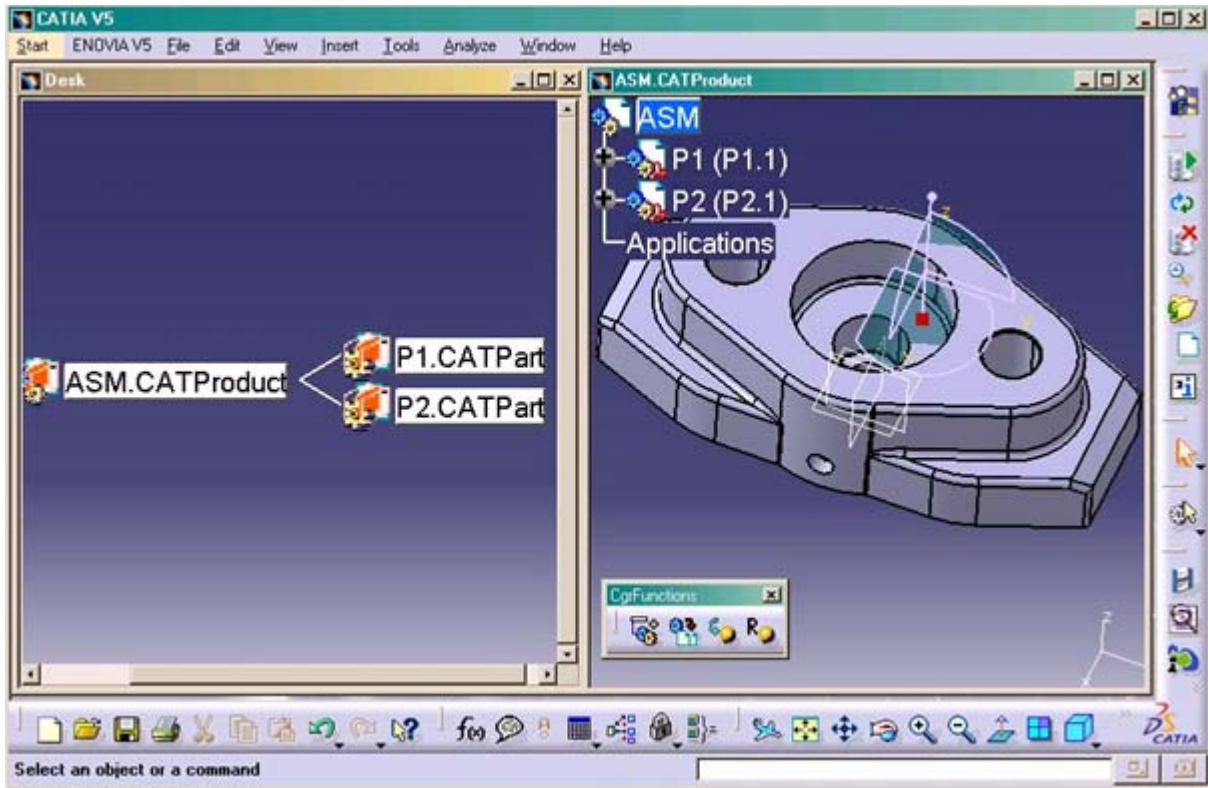 CATIA V5
Start ENOVIA V5 File Edit View Insert Tools Analyze Window Help
Desk
ASM.CATProduct
P1.CATPart
P2.CATPart
ASM.CATProduct
ASM
P1 (P1.1)
P2 (P2.1)
Applications
z
y
CgrFunctions
R
z
f(x)
DS
CATIA
Select an object or a command